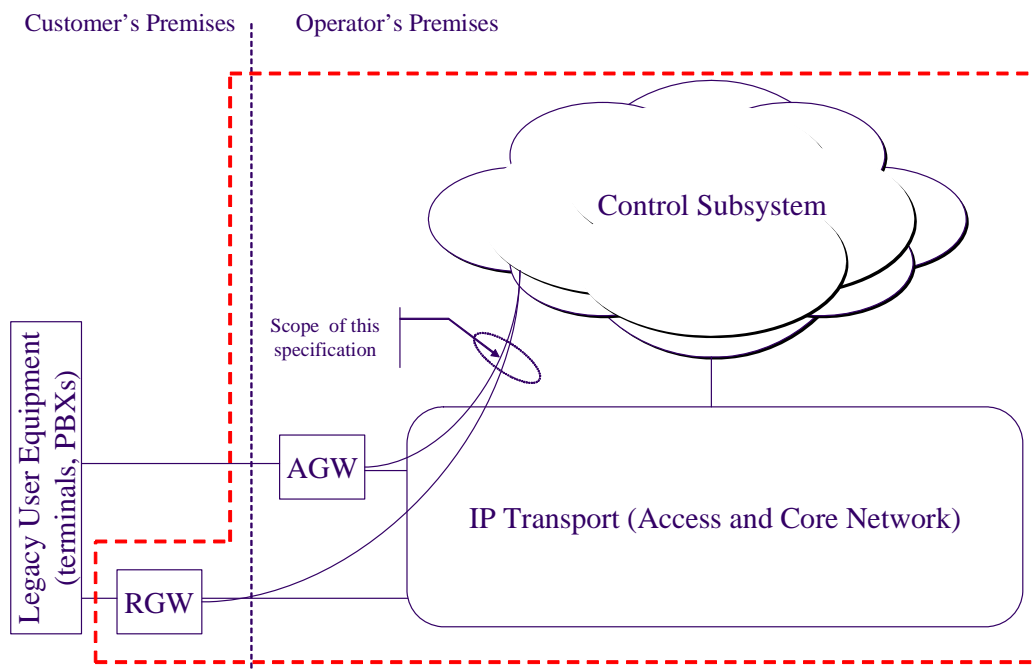 Customer's Premises
Operator's Premises
Control Subsystem
Scope of this
specification
Legacy User Equipment
(terminals, PBXs)
AGW
IP Transport (Access and Core Network)
RGW